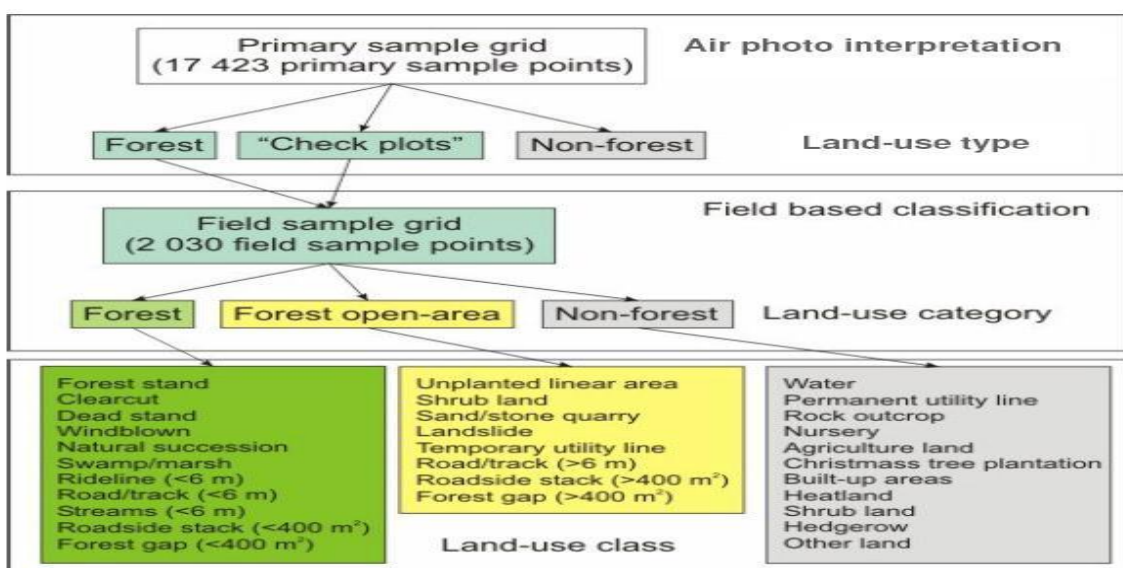 Primary sample grid
(17 423 primary sample points)
Air photo interpretation
Forest
“Check plots”
Non-forest
Land-use type
Field based classification
Field sample grid
(2 030 field sample points)
Forest
Forest open-area
Non-forest
Land-use category
Forest stand
Clearcut
Dead stand
Windblown
Natural succession
Swamp/marsh
Rideline (<6 m)
Road/track (<6 m)
Streams (<6 m)
Roadside stack (<400 m²)
Forest gap (<400 m²)
Unplanted linear area
Shrub land
Sand/stone quarry
Landslide
Temporary utility line
Road/track (>6 m)
Roadside stack (>400 m²)
Forest gap (>400 m²)
Water
Permanent utility line
Rock outcrop
Nursery
Agriculture land
Christmass tree plantation
Built-up areas
Heatland
Shrub land
Hedgerow
Other land
Land-use class